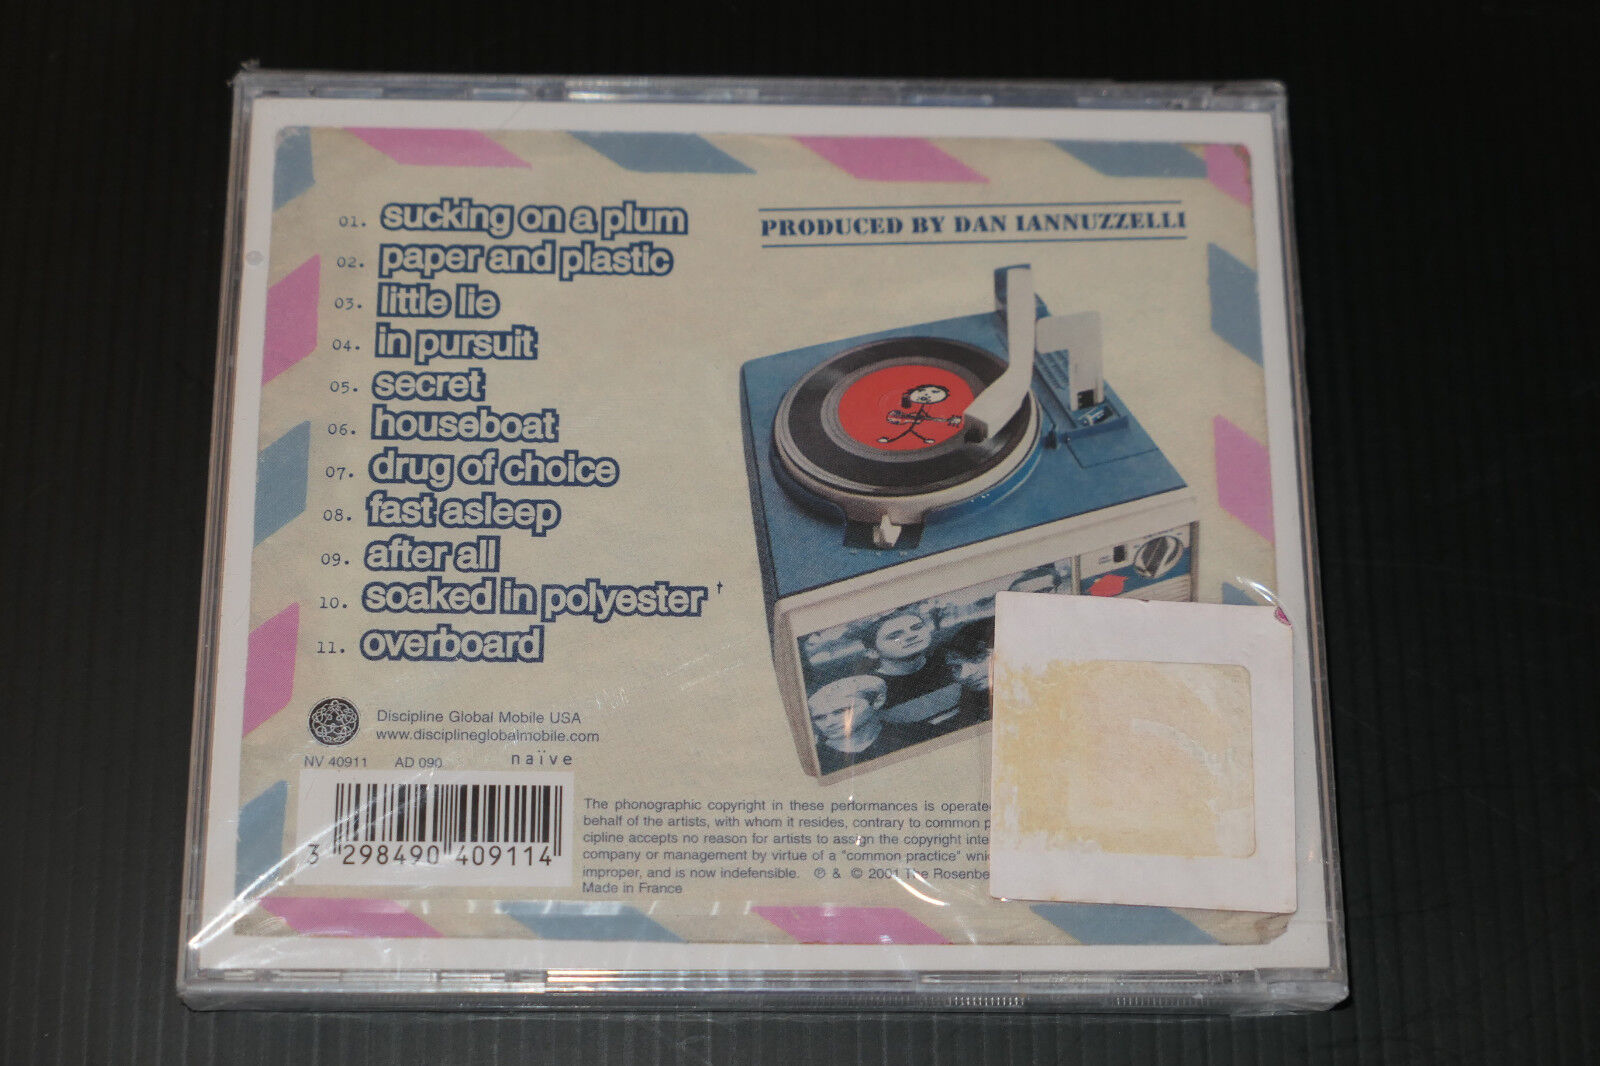 01. sucking on a plum
02. paper and plastic
03. little lie
04. in pursuit
05. secret
06. houseboat
07. drug of choice
08. fast asleep
09. after all
10. soaked in polyester †
11. overboard
PRODUCED BY DAN IANNUZZELLI
Discipline Global Mobile USA
www.disciplineglobalmobile.com
naïve
NV 40911 AD 090
3 298490 409114
The phonographic copyright in these performances is operate
behalf of the artists, with whom it resides, contrary to common p
cipline accepts no reason for artists to assign the copyright inte
company or management by virtue of a "common practice" whic
improper, and is now indefensible. ℗ & © 2001 The Rosenbe
Made in France